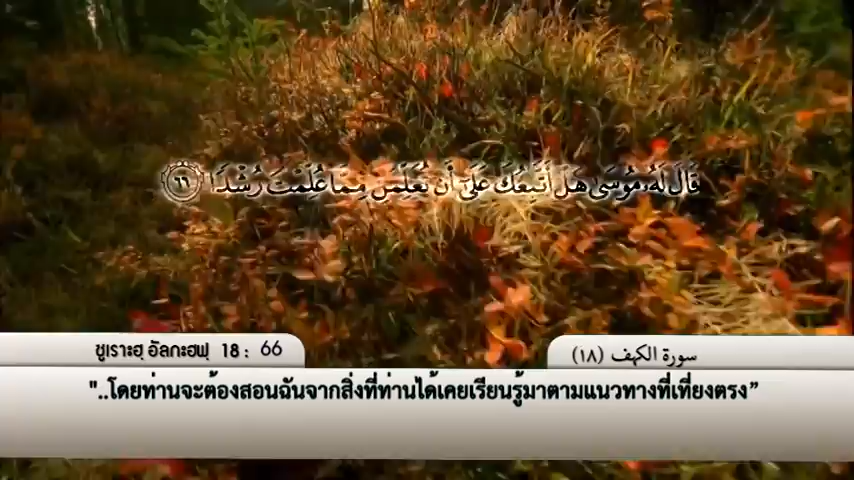 قَالَ لَهُۥ مُوسَىٰ هَلْ أَتَّبِعُكَ عَلَىٰٓ أَن تُعَلِّمَنِ مِمَّا عُلِّمْتَ رُشْدًا ٦٦
ซูเราะฮฺ อัลกะฮฟฺ 18 : 66
سورة الكهف (١٨)
"..โดยท่านจะต้องสอนฉันจากสิ่งที่ท่านได้เคยเรียนรู้มาตามแนวทางที่เที่ยงตรง”